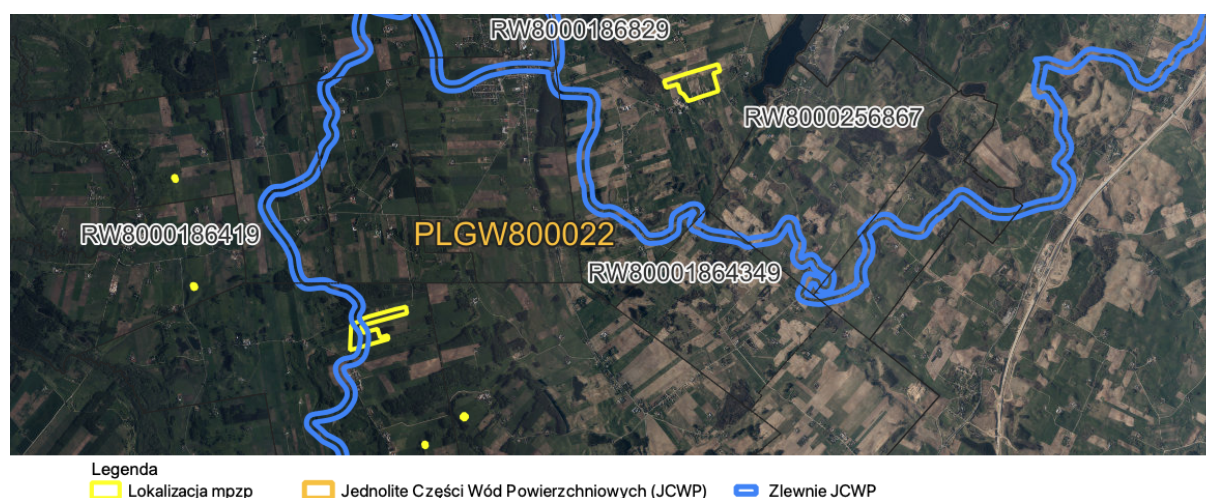 RW8000186829
RW8000256867
RW8000186419
PLGW800022
RW80001864349
Legenda
Lokalizacja mpzp Jednolite Części Wód Powierzchniowych (JCWP) Zlewnie JCWP